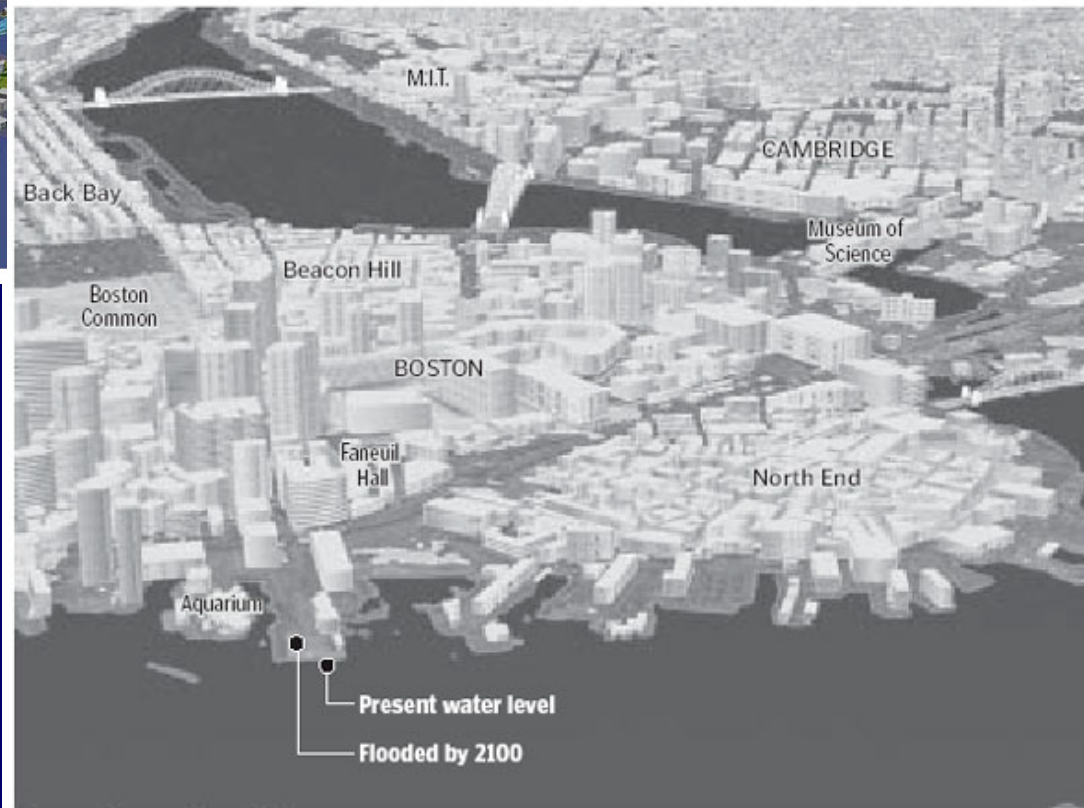 M.I.T.
CAMBRIDGE
Back Bay
Museum of
Science
Beacon Hill
Boston
Common
BOSTON
Faneuil
Hall
North End
Aquarium
Present water level
Flooded by 2100